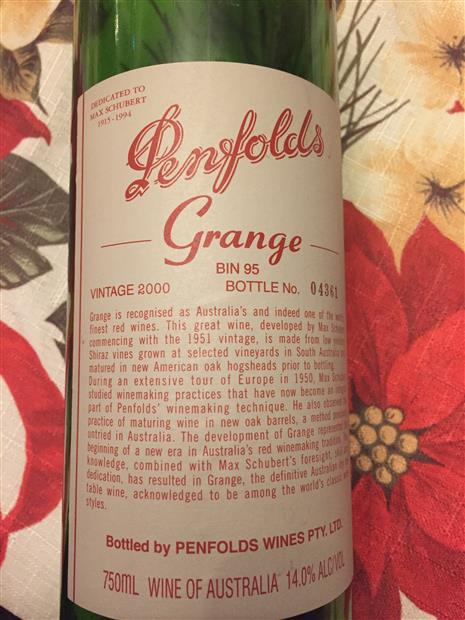 DEDICATED TO
MAX SCHUBERT
1915 - 1994
Penfolds
Grange
BIN 95
VINTAGE 2000 BOTTLE No. 04361
Grange is recognised as Australia's and indeed one of the world's
finest red wines. This great wine, developed by Max Schubert
commencing with the 1951 vintage, is made from low
Shiraz vines grown at selected vineyards in South Australia and
matured in new American oak hogsheads prior to bottling.
During an extensive tour of Europe in 1950, Max Schubert
studied winemaking practices that have now become an
part of Penfolds' winemaking technique. He also observed
practice of maturing wine in new oak barrels, a method
untried in Australia. The development of Grange represented
beginning of a new era in Australia's red winemaking
knowledge, combined with Max Schubert's foresight,
dedication, has resulted in Grange, the definitive Australian
table wine, acknowledged to be among the world's classic
styles.
Bottled by PENFOLDS WINES PTY. LTD.
750ML WINE OF AUSTRALIA 14.0% ALC/VOL